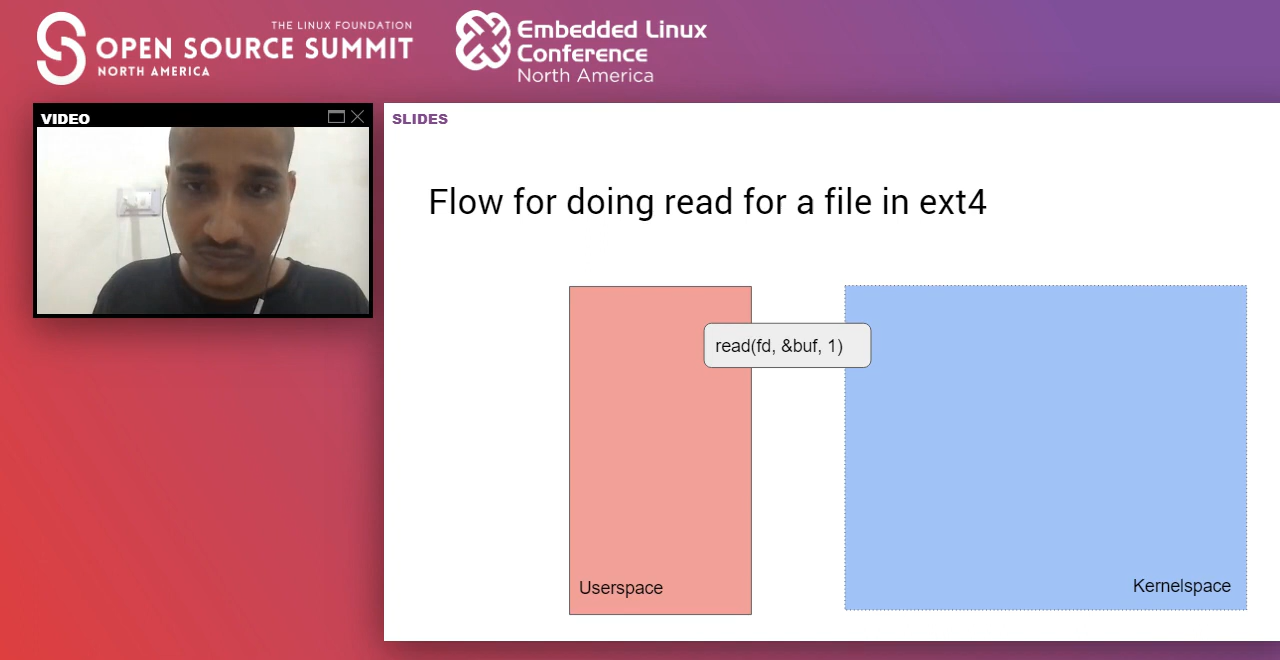 THE LINUX FOUNDATION
OPEN SOURCE SUMMIT
NORTH AMERICA
Embedded Linux
Conference
North America
VIDEO
SLIDES
Flow for doing read for a file in ext4
read(fd, &buf, 1)
Userspace
Kernelspace